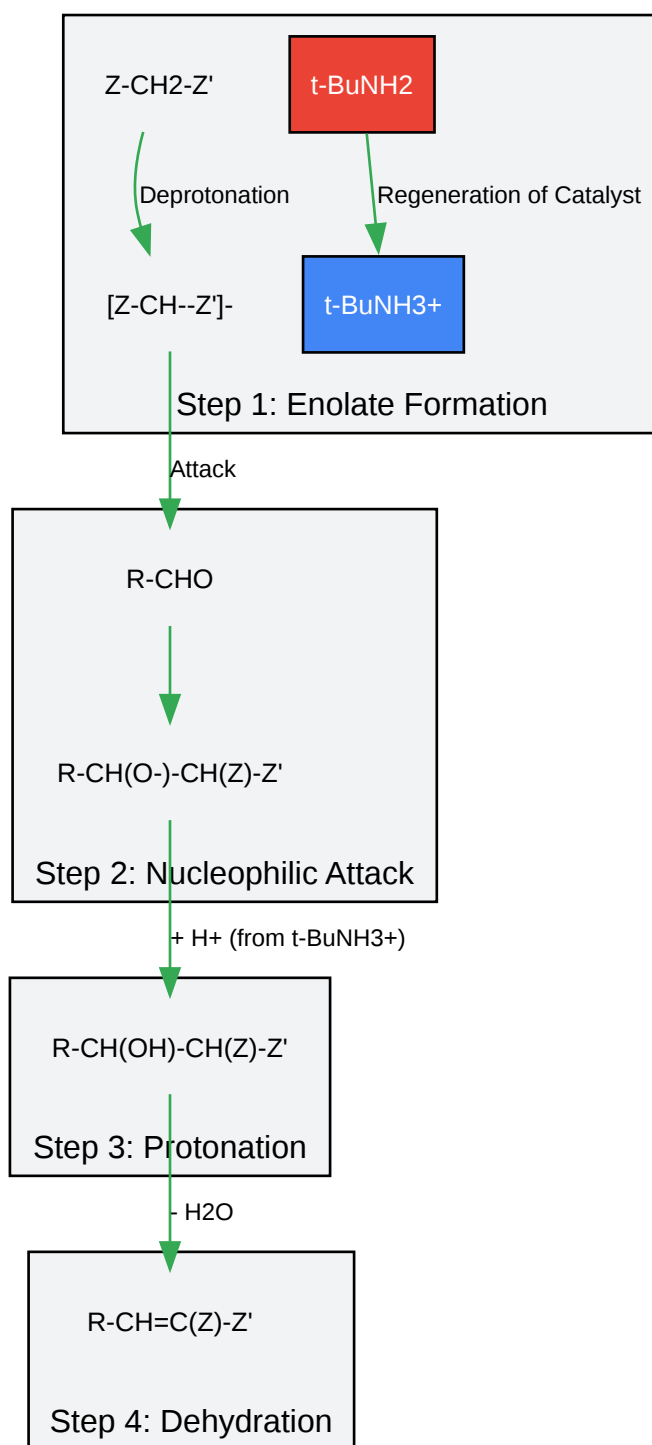 Z-CH2-Z'
t-BuNH2
Deprotonation
Regeneration of Catalyst
[Z-CH--Z']-
t-BuNH3+
Step 1: Enolate Formation
Attack
R-CHO
R-CH(O-)-CH(Z)-Z'
Step 2: Nucleophilic Attack
+ H+ (from t-BuNH3+)
R-CH(OH)-CH(Z)-Z'
Step 3: Protonation
- H2O
R-CH=C(Z)-Z'
Step 4: Dehydration